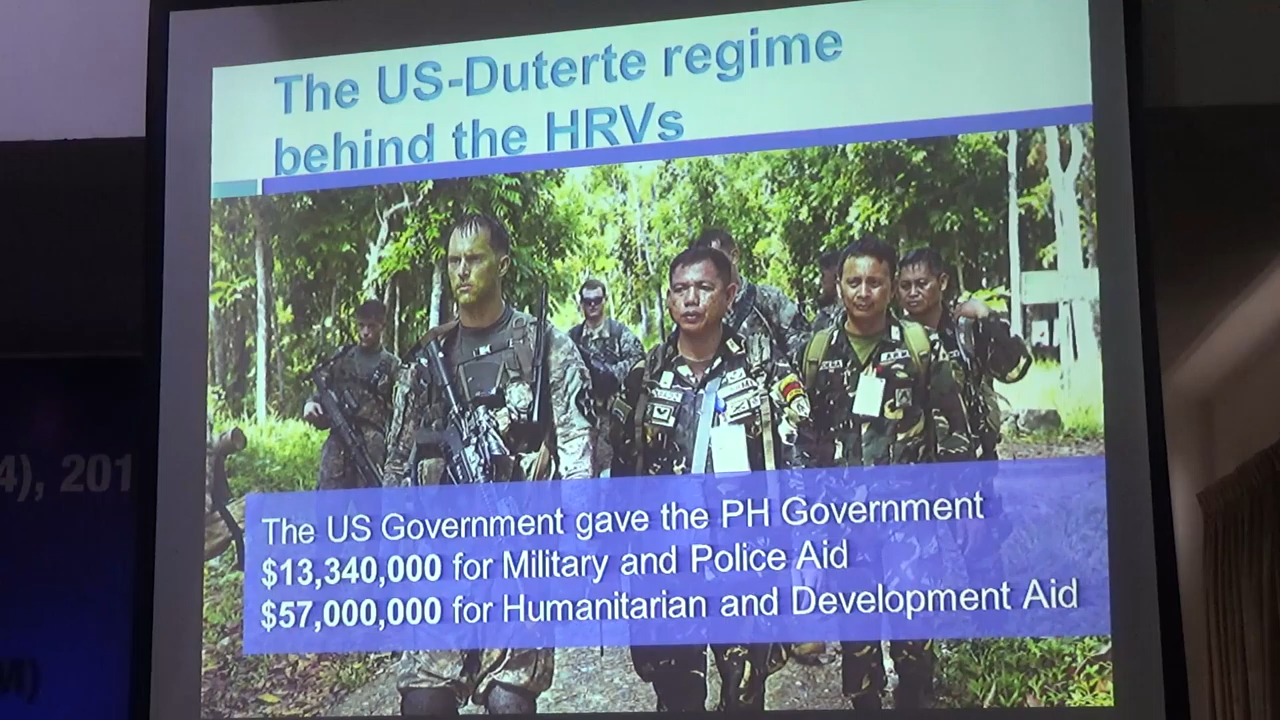 The US-Duterte regime
behind the HRVs
The US Government gave the PH Government
$13,340,000 for Military and Police Aid
$57,000,000 for Humanitarian and Development Aid
4), 201
M)